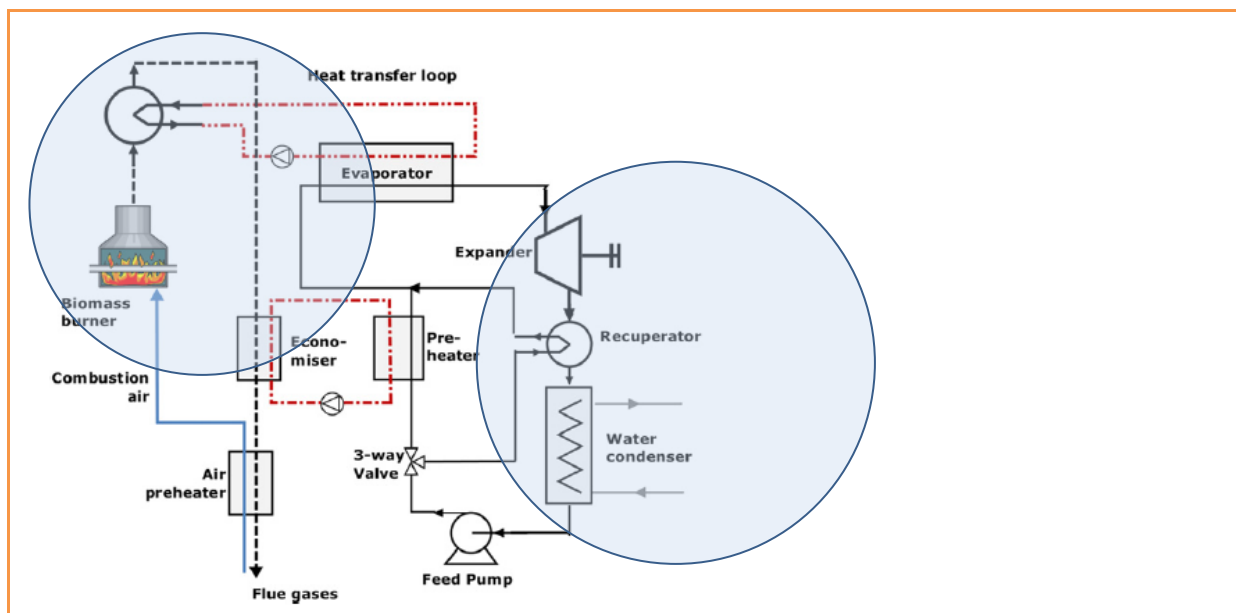 Heat transfer loop
Evaporator
Expander
Biomass
burner
Econo-
miser
Pre-
heater
Recuperator
Combustion
air
3-way
Valve
Water
condenser
Air
preheater
Feed Pump
Flue gases